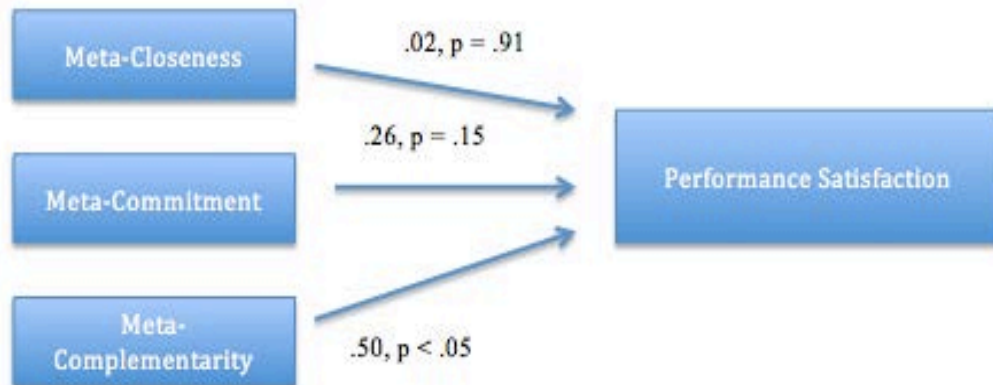 Meta-Closeness
.02, p = .91
.26, p = .15
Meta-Commitment
Performance Satisfaction
Meta-
Complementarity
.50, p < .05